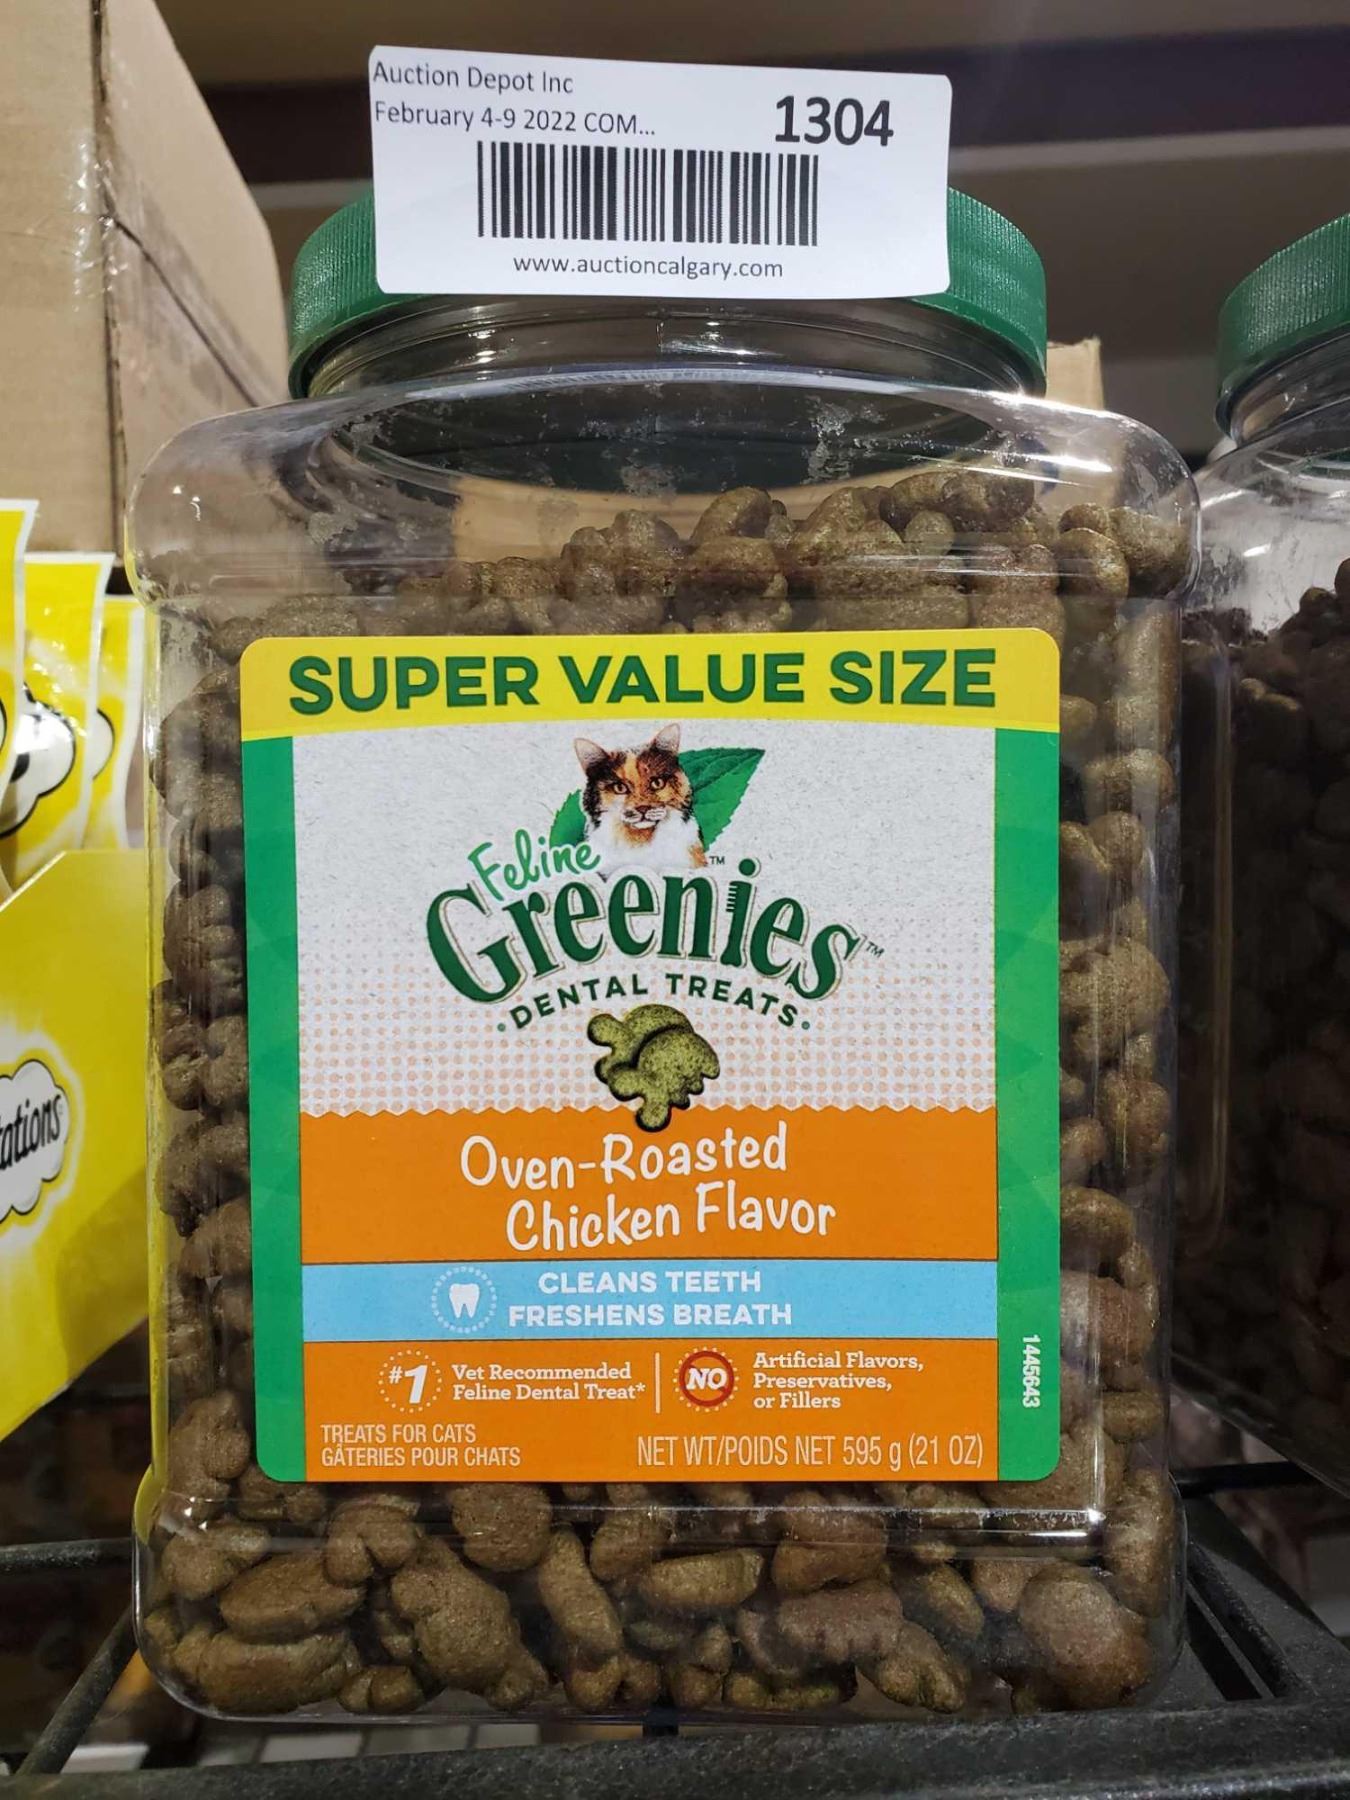 Auction Depot Inc
February 4-9 2022 COM...
1304
www.auctioncalgary.com
SUPER VALUE SIZE
Feline
Greenies™
• DENTAL TREATS •
Oven-Roasted
Chicken Flavor
CLEANS TEETH
FRESHENS BREATH
#1 Vet Recommended
Feline Dental Treat*
NO Artificial Flavors,
Preservatives,
or Fillers
TREATS FOR CATS
GÂTERIES POUR CHATS
NET WT/POIDS NET 595 g (21 OZ)
1445643